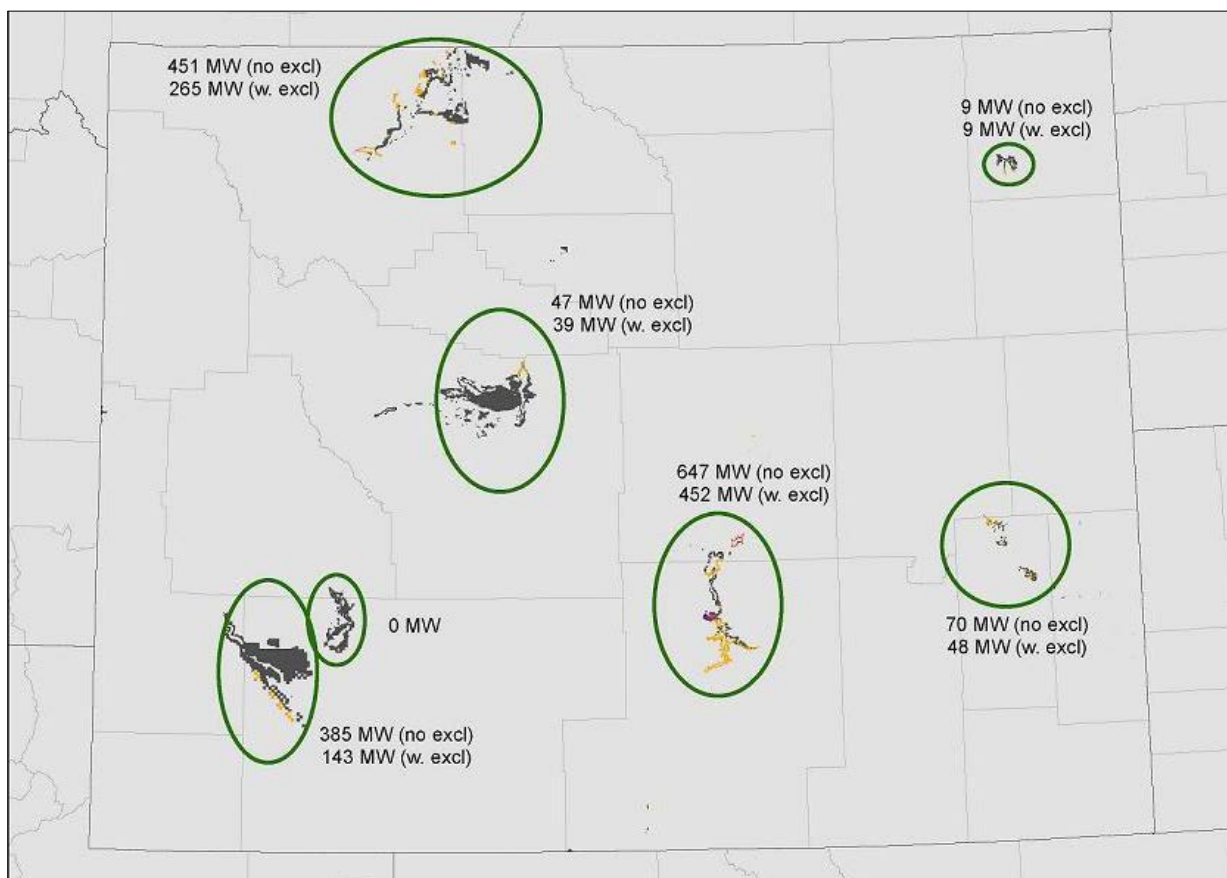 451 MW (no excl)
265 MW (w. excl)
9 MW (no excl)
9 MW (w. excl)
47 MW (no excl)
39 MW (w. excl)
647 MW (no excl)
452 MW (w. excl)
0 MW
70 MW (no excl)
48 MW (w. excl)
385 MW (no excl)
143 MW (w. excl)